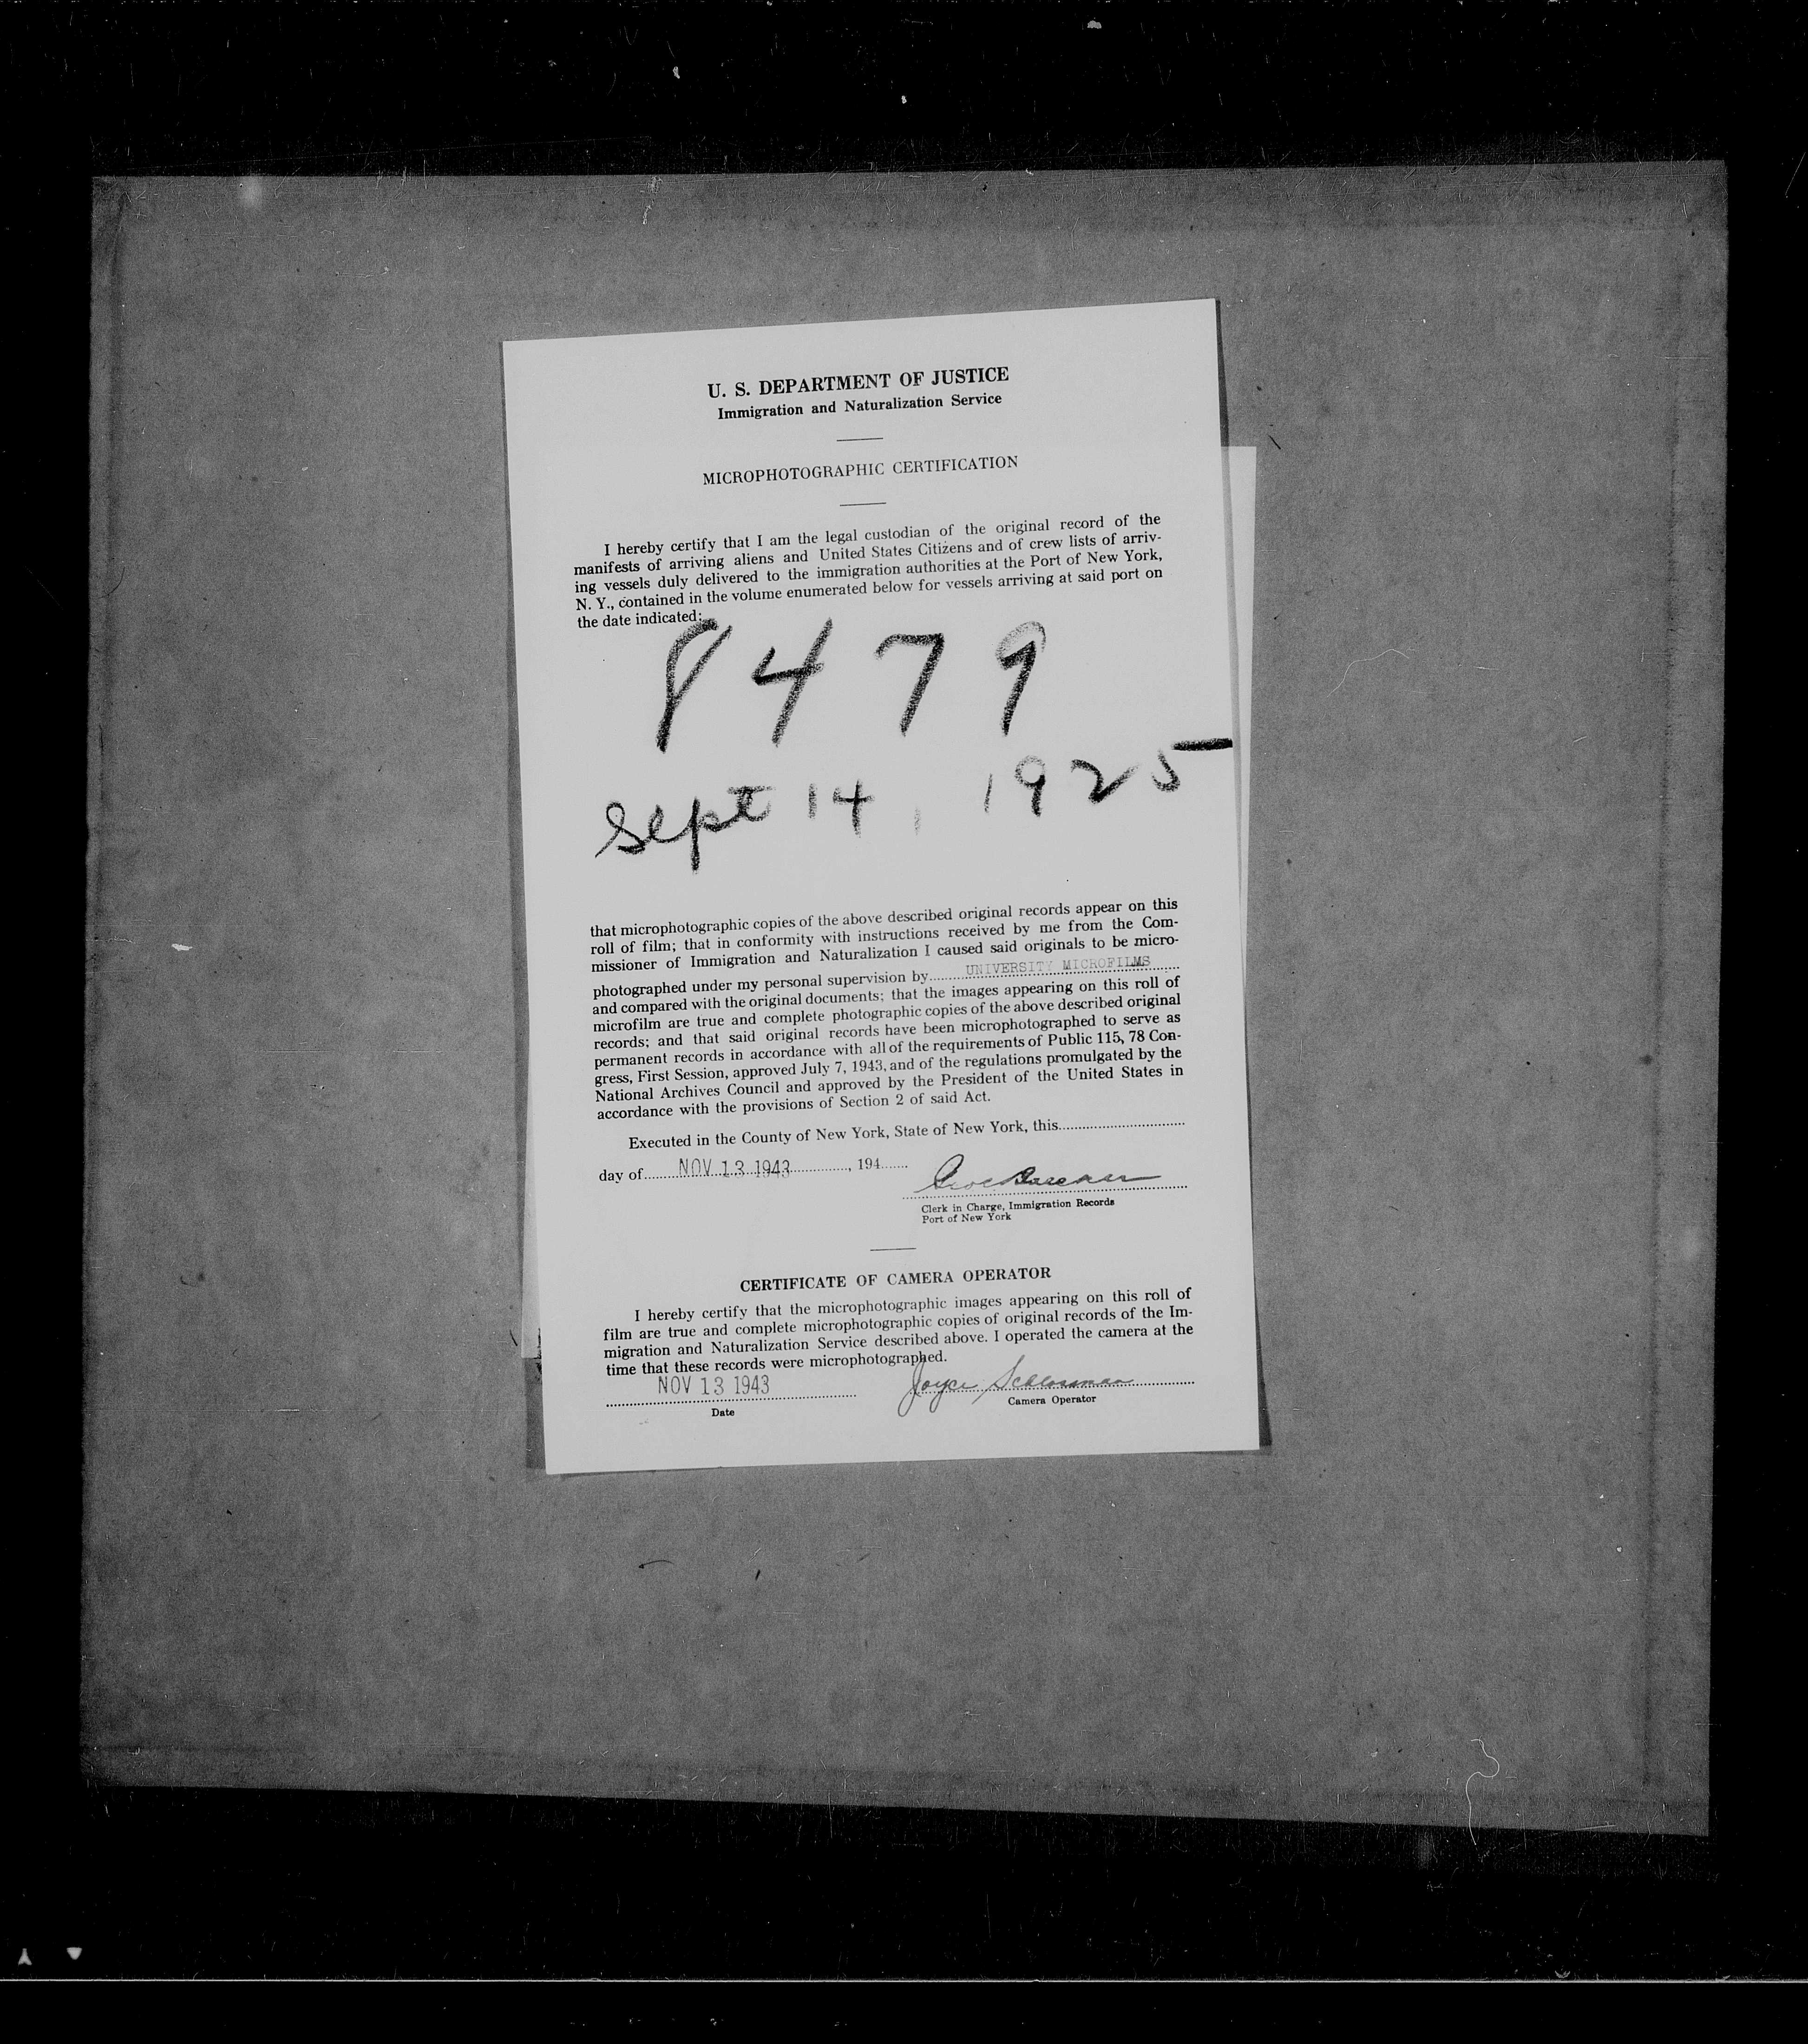 U. S. DEPARTMENT OF JUSTICE
Immigration and Naturalization Service
MICROPHOTOGRAPHIC CERTIFICATION
I hereby certify that I am the legal custodian of the original record of the
manifests of arriving aliens and United States Citizens and of crew lists of arriv-
ing vessels duly delivered to the immigration authorities at the Port of New York,
N. Y., contained in the volume enumerated below for vessels arriving at said port on
the date indicated:
8479
Sept 14, 1925
that microphotographic copies of the above described original records appear on this
roll of film; that in conformity with instructions received by me from the Com-
missioner of Immigration and Naturalization I caused said originals to be micro-
photographed under my personal supervision by UNIVERSITY MICROFILMS
and compared with the original documents; that the images appearing on this roll of
microfilm are true and complete photographic copies of the above described original
records; and that said original records have been microphotographed to serve as
permanent records in accordance with all of the requirements of Public 115, 78 Con-
gress, First Session, approved July 7, 1943, and of the regulations promulgated by the
National Archives Council and approved by the President of the United States in
accordance with the provisions of Section 2 of said Act.
Executed in the County of New York, State of New York, this
day of NOV 13 1943, 194
Clerk in Charge, Immigration Records
Port of New York
CERTIFICATE OF CAMERA OPERATOR
I hereby certify that the microphotographic images appearing on this roll of
film are true and complete microphotographic copies of original records of the Im-
migration and Naturalization Service described above. I operated the camera at the
time that these records were microphotographed.
NOV 13 1943 Joyce Schlossman
Date Camera Operator